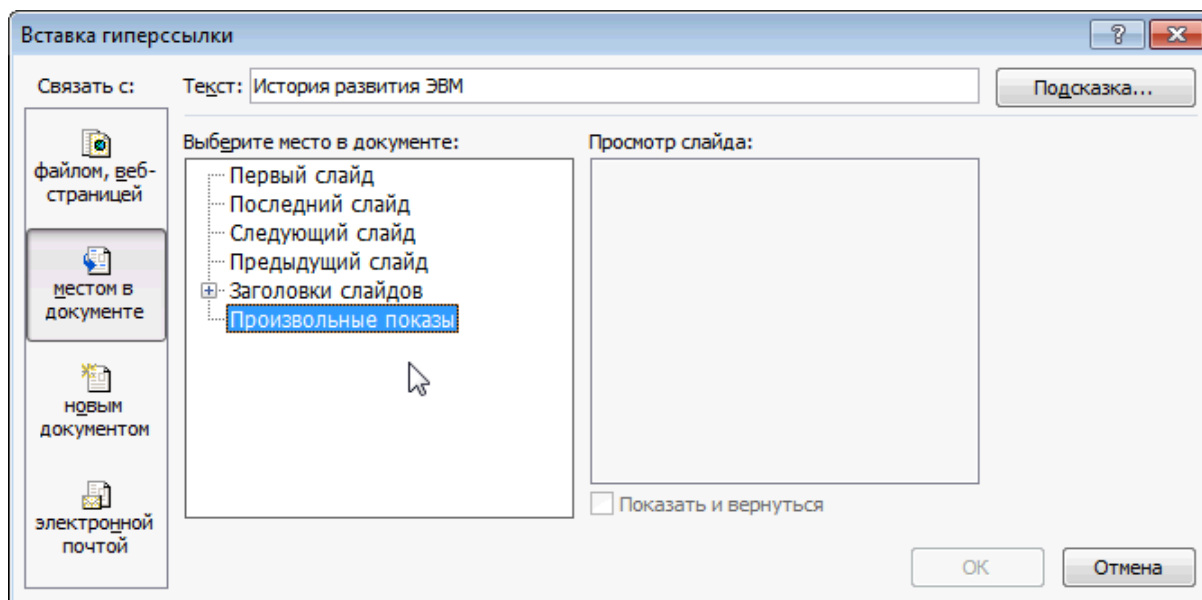 Вставка гиперссылки
Связать с:
Текст: История развития ЭВМ
Подсказка...
файлом, веб-
страницей
местом в
документе
новым
документом
электронной
почтой
Выберите место в документе:
Первый слайд
Последний слайд
Следующий слайд
Предыдущий слайд
Заголовки слайдов
Произвольные показы
Просмотр слайда:
Показать и вернуться
ОК
Отмена